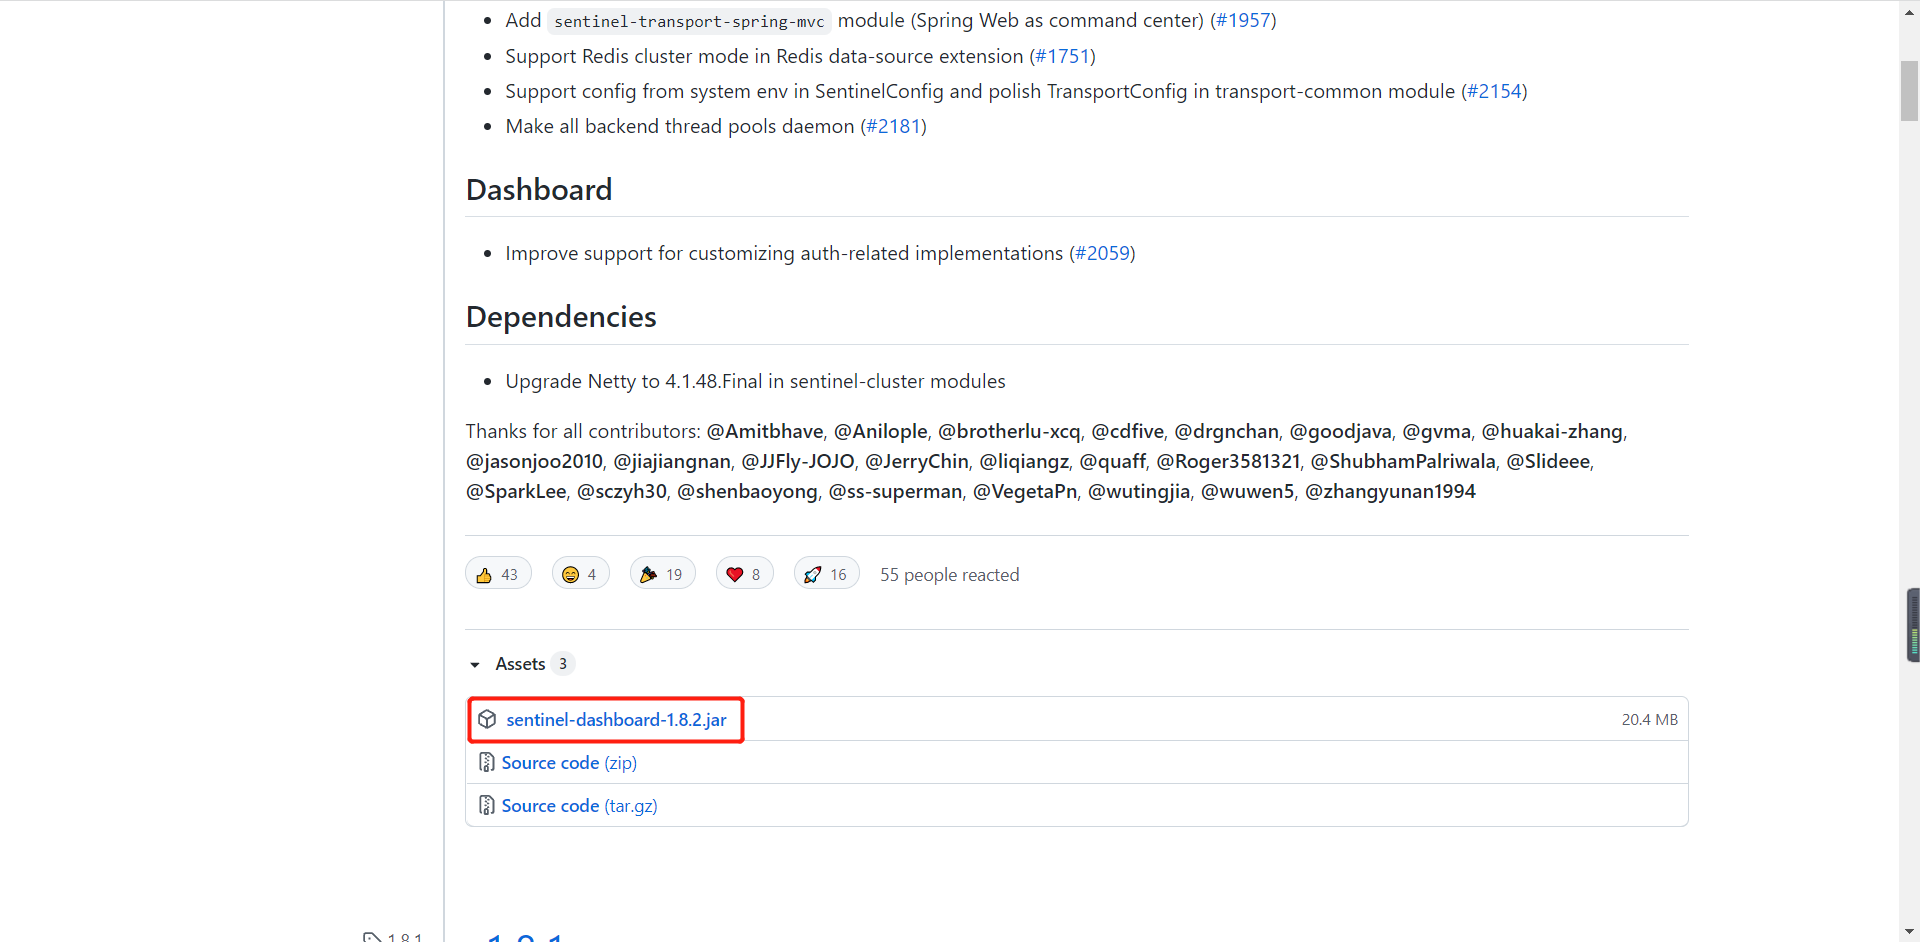 Add sentinel-transport-spring-mvc module (Spring Web as command center) (#1957)
Support Redis cluster mode in Redis data-source extension (#1751)
Support config from system env in SentinelConfig and polish TransportConfig in transport-common module (#2154)
Make all backend thread pools daemon (#2181)
Dashboard
Improve support for customizing auth-related implementations (#2059)
Dependencies
Upgrade Netty to 4.1.48.Final in sentinel-cluster modules
Thanks for all contributors: @Amitbhave, @Anilople, @brotherlu-xcq, @cdfive, @drgnchan, @goodjava, @gvma, @huakai-zhang,
@jasonjoo2010, @jiajiangnan, @JJFly-JOJO, @JerryChin, @liqiangz, @quaff, @Roger3581321, @ShubhamPalriwala, @Slideee,
@SparkLee, @sczyh30, @shenbaoyong, @ss-superman, @VegetaPn, @wutingjia, @wuwen5, @zhangyunan1994
43 4 19 8 16 55 people reacted
Assets 3
sentinel-dashboard-1.8.2.jar 20.4 MB
Source code (zip)
Source code (tar.gz)
1.8.1 1.8.1